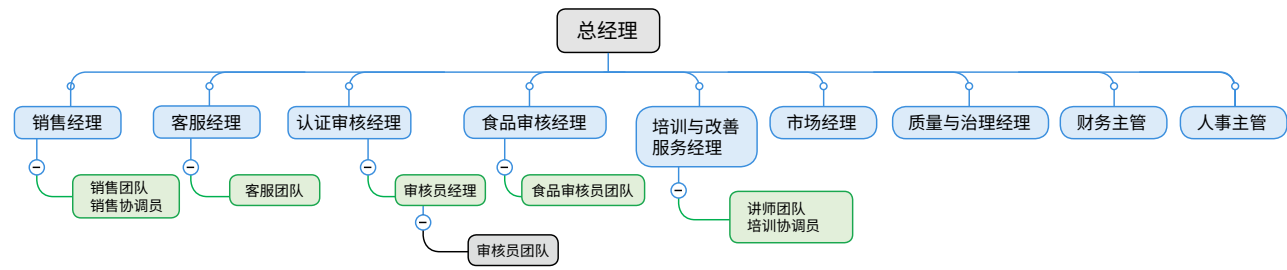 总经理
销售经理
客服经理
认证审核经理
食品审核经理
培训与改善
服务经理
市场经理
质量与治理经理
财务主管
人事主管
销售团队
销售协调员
客服团队
审核员经理
食品审核员团队
讲师团队
培训协调员
审核员团队